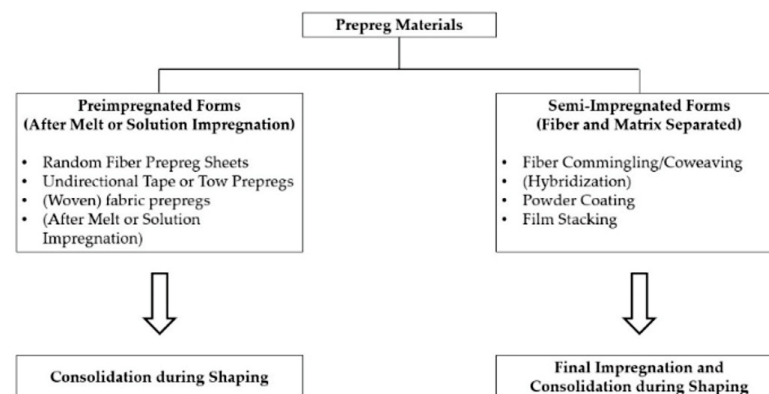 Prepreg Materials
Preimpregnated Forms
(After Melt or Solution Impregnation)
• Random Fiber Prepreg Sheets
• Undirectional Tape or Tow Prepregs
• (Woven) fabric prepregs
• (After Melt or Solution
Impregnation)
Semi-Impregnated Forms
(Fiber and Matrix Separated)
• Fiber Commingling/Coweaving
• (Hybridization)
• Powder Coating
• Film Stacking
Consolidation during Shaping
Final Impregnation and
Consolidation during Shaping